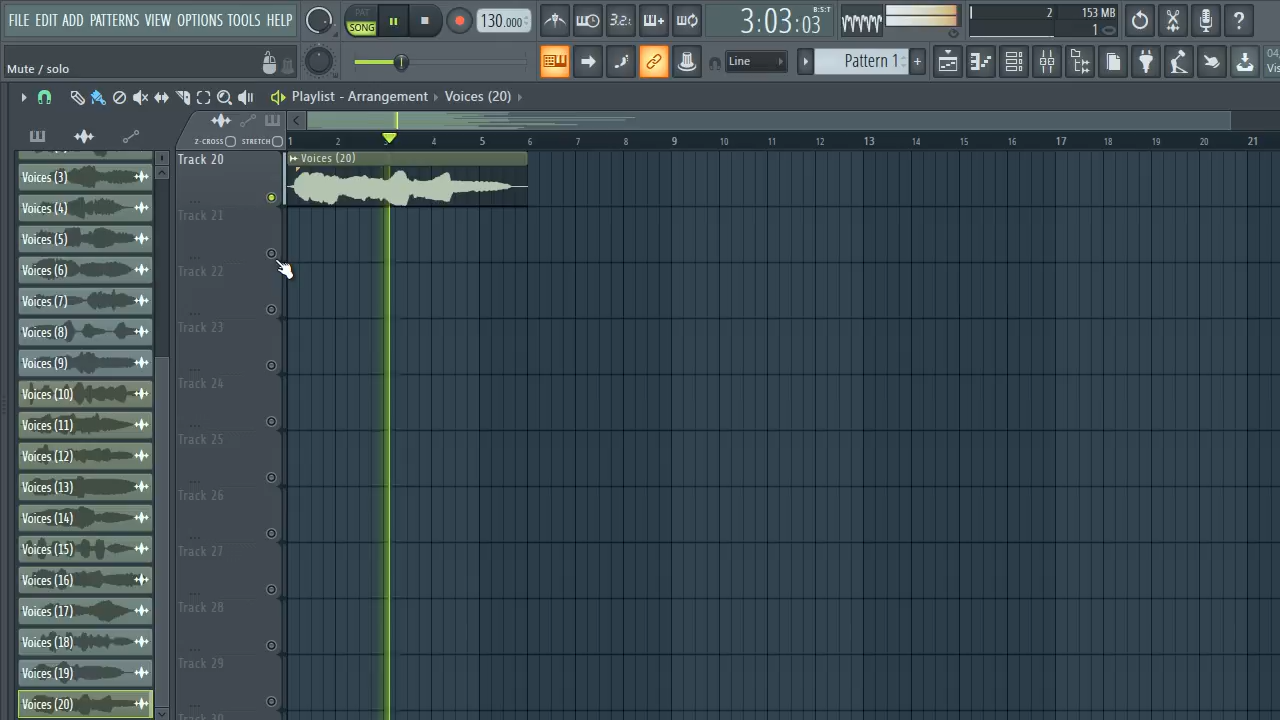 FILE EDIT ADD PATTERNS VIEW OPTIONS TOOLS HELP
PAT
SONG
130.000
3.2.
3:03:03
B:S:T
2
153 MB
1
Mute / solo
Line
Pattern 1
04
Vis
Playlist - Arrangement
Voices (20)
Z-CROSS
STRETCH
1 2 3 4 5 6 7 8 9 10 11 12 13 14 15 16 17 18 19 20 21
Voices (3)
Voices (4)
Voices (5)
Voices (6)
Voices (7)
Voices (8)
Voices (9)
Voices (10)
Voices (11)
Voices (12)
Voices (13)
Voices (14)
Voices (15)
Voices (16)
Voices (17)
Voices (18)
Voices (19)
Voices (20)
Track 20
Voices (20)
...
Track 21
...
Track 22
...
Track 23
...
Track 24
...
Track 25
...
Track 26
...
Track 27
...
Track 28
...
Track 29
...
Track 30